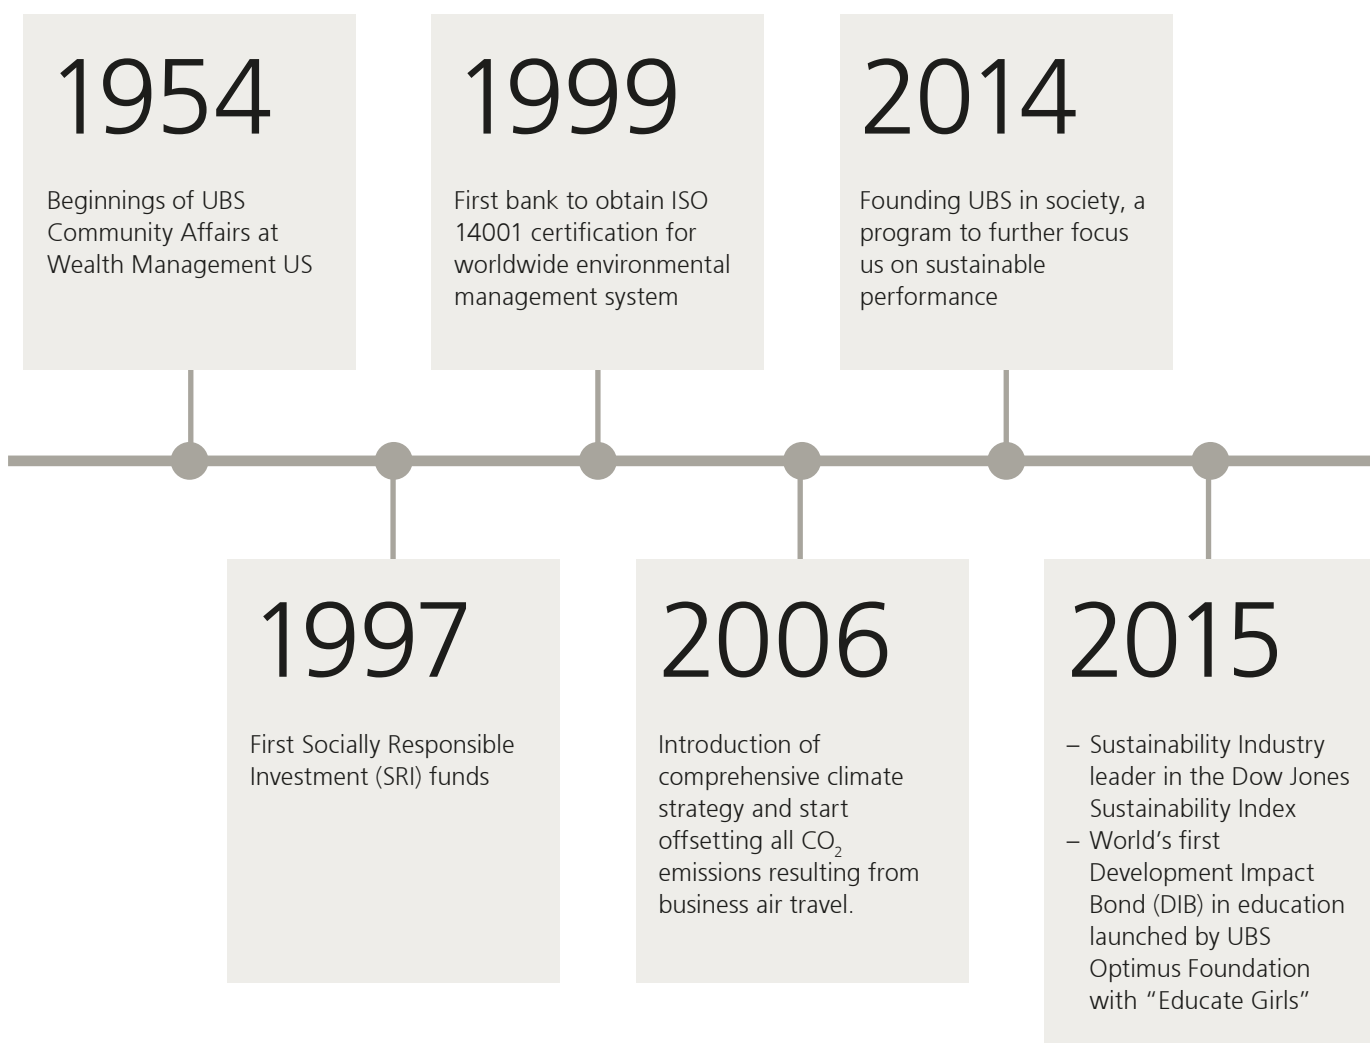 1954
Beginnings of UBS
Community Affairs at
Wealth Management US
1999
First bank to obtain ISO
14001 certification for
worldwide environmental
management system
2014
Founding UBS in society, a
program to further focus
us on sustainable
performance
1997
First Socially Responsible
Investment (SRI) funds
2006
Introduction of
comprehensive climate
strategy and start
offsetting all CO₂
emissions resulting from
business air travel.
2015
– Sustainability Industry
leader in the Dow Jones
Sustainability Index
– World’s first
Development Impact
Bond (DIB) in education
launched by UBS
Optimus Foundation
with “Educate Girls”